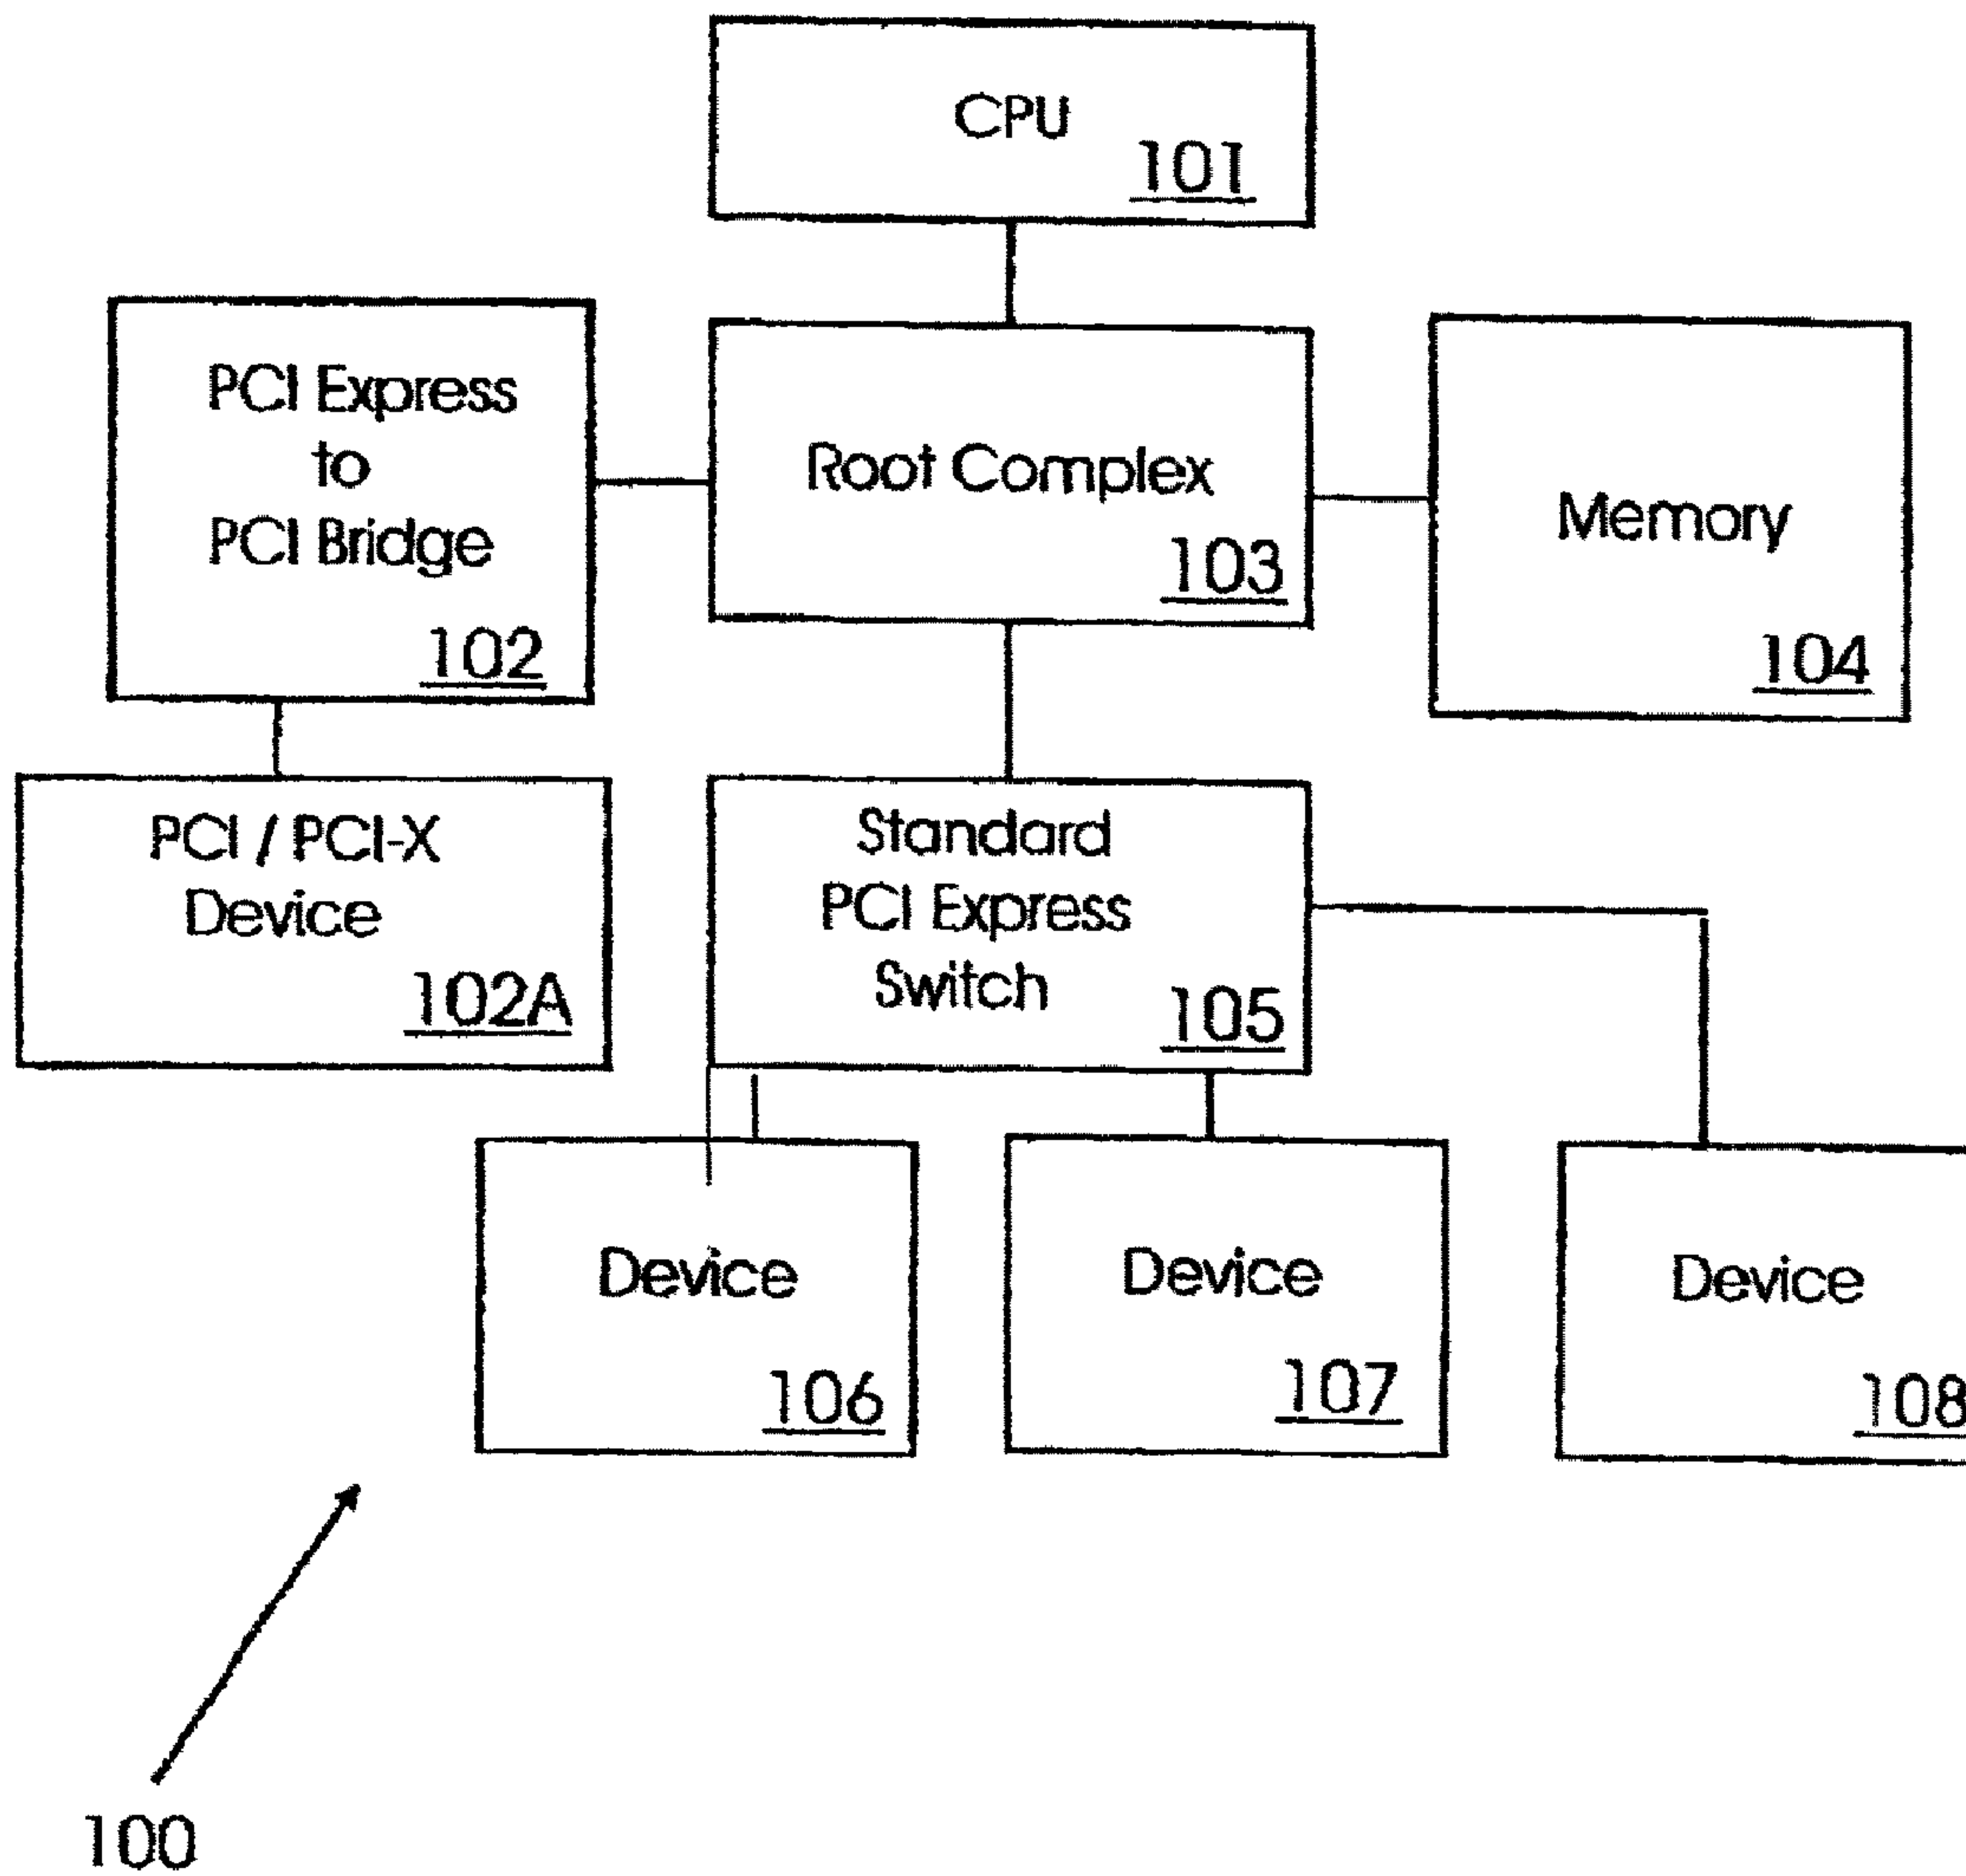 CPU
101
PCI Express
to
PCI Bridge
102
Root Complex
103
Memory
104
PCI / PCI-X
Device
102A
Standard
PCI Express
Switch
105
Device
106
Device
107
Device
108
100